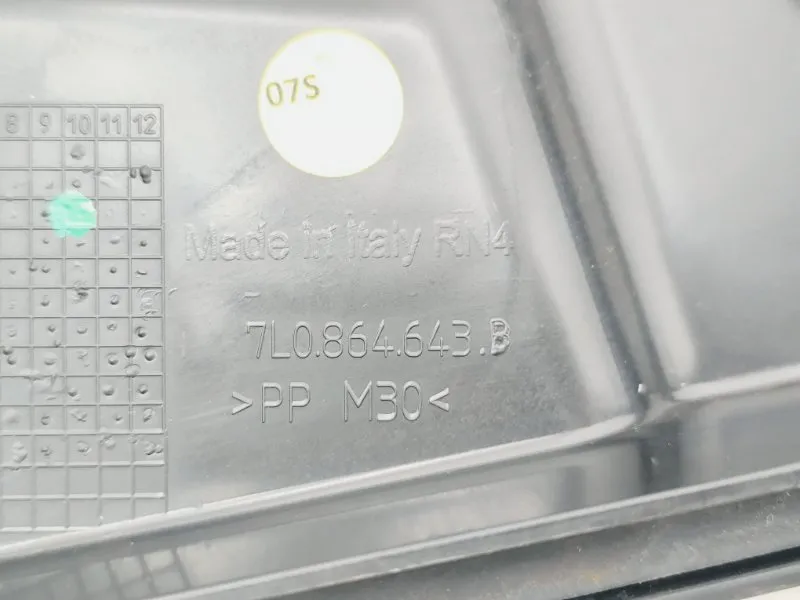 07S
8 9 10 11 12
Made in Italy RN4
7L0.864.643.B
>PP M30<